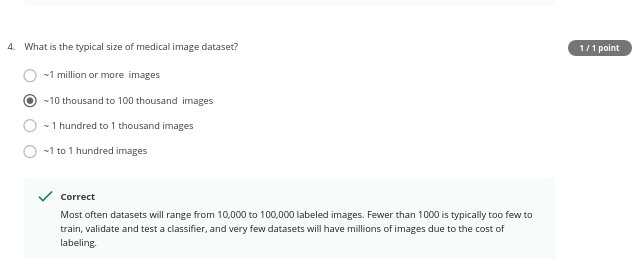 4. What is the typical size of medical image dataset?
1 / 1 point
~1 million or more images
~10 thousand to 100 thousand images
~ 1 hundred to 1 thousand images
~1 to 1 hundred images
Correct
Most often datasets will range from 10,000 to 100,000 labeled images. Fewer than 1000 is typically too few to
train, validate and test a classifier, and very few datasets will have millions of images due to the cost of
labeling.